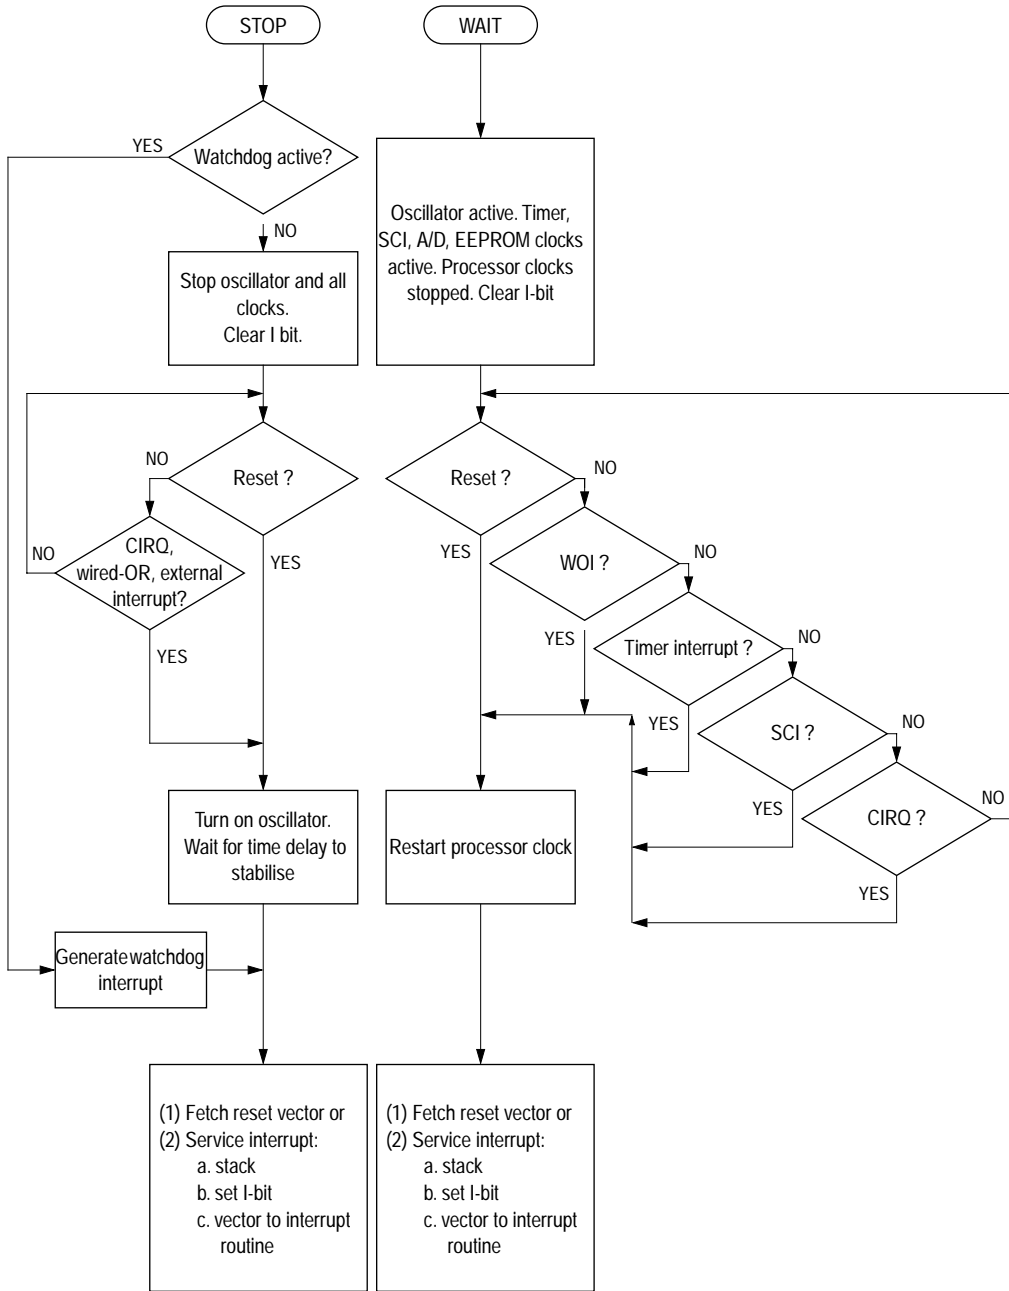 STOP
WAIT
YES
Watchdog active?
NO
Stop oscillator and all
clocks.
Clear I bit.
Oscillator active. Timer,
SCI, A/D, EEPROM clocks
active. Processor clocks
stopped. Clear I-bit
NO
Reset ?
YES
NO
CIRQ,
wired-OR, external
interrupt?
YES
Reset ?
NO
YES
WOI ?
NO
YES
Timer interrupt ?
NO
YES
SCI ?
NO
YES
CIRQ ?
NO
YES
Turn on oscillator.
Wait for time delay to
stabilise
Restart processor clock
Generate watchdog
interrupt
(1) Fetch reset vector or
(2) Service interrupt:
a. stack
b. set I-bit
c. vector to interrupt
routine
(1) Fetch reset vector or
(2) Service interrupt:
a. stack
b. set I-bit
c. vector to interrupt
routine